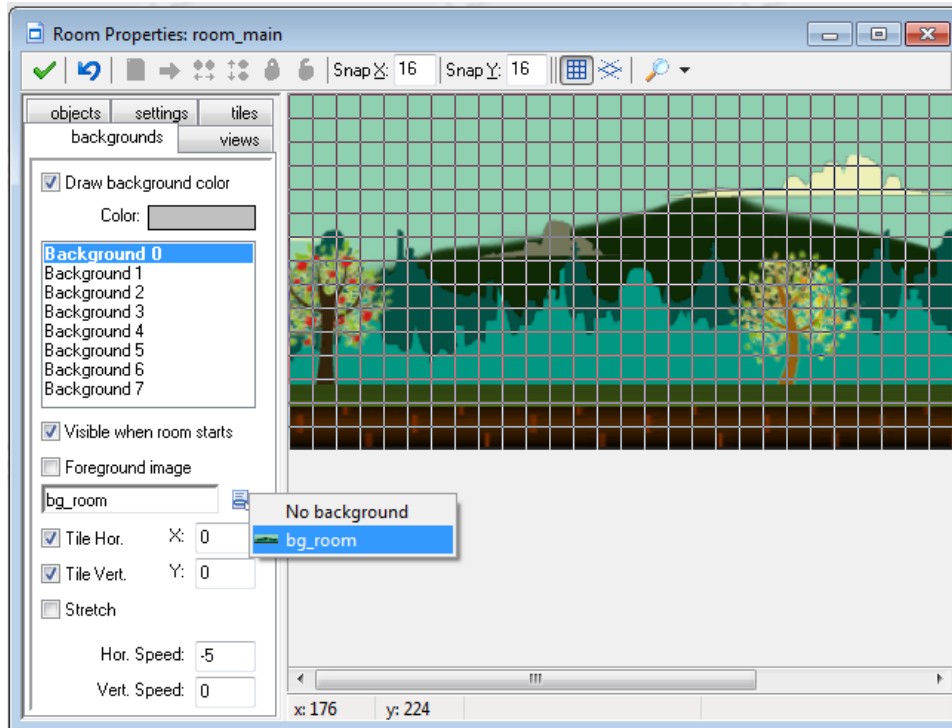 Room Properties: room_main
Snap X: 16 Snap Y: 16
objects settings tiles
backgrounds views
Draw background color
Color:
Background 0
Background 1
Background 2
Background 3
Background 4
Background 5
Background 6
Background 7
Visible when room starts
Foreground image
bg_room
No background
bg_room
Tile Hor. X: 0
Tile Vert. Y: 0
Stretch
Hor. Speed: -5
Vert. Speed: 0
x: 176 y: 224